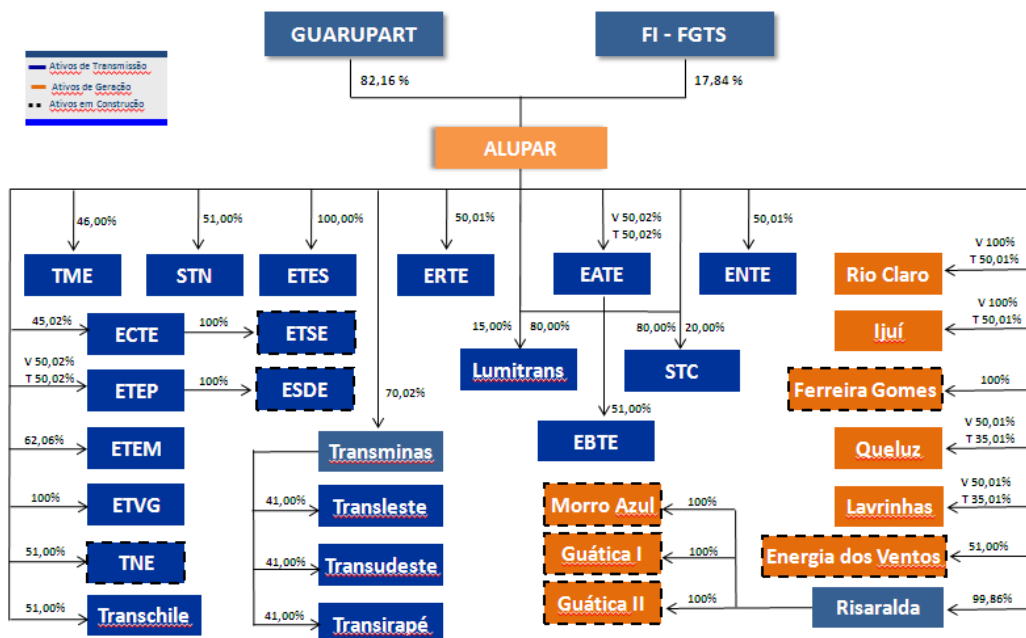 GUARUPART
FI - FGTS
Ativos de Transmissão
Ativos de Geração
Ativos em Construção
82,16 %
17,84 %
ALUPAR
46,00%
51,00%
100,00%
50,01%
V 50,02%
T 50,02%
50,01%
TME
STN
ETES
ERTE
EATE
ENTE
Rio Claro
V 100%
T 50,01%
45,02%
ECTE
100%
ETSE
15,00%
80,00%
80,00%
20,00%
Ijuí
V 100%
T 50,01%
V 50,02%
T 50,02%
ETEP
100%
ESDE
70,02%
Lumitrans
STC
Ferreira Gomes
100%
51,00%
62,06%
ETEM
Transminas
EBTE
Queluz
V 50,01%
T 35,01%
100%
ETVG
41,00%
Transleste
Morro Azul
100%
Lavrinhas
V 50,01%
T 35,01%
51,00%
TNE
41,00%
Transudeste
Guática I
100%
Energia dos Ventos
51,00%
51,00%
Transchile
41,00%
Transirapé
Guática II
100%
Risaralda
99,86%